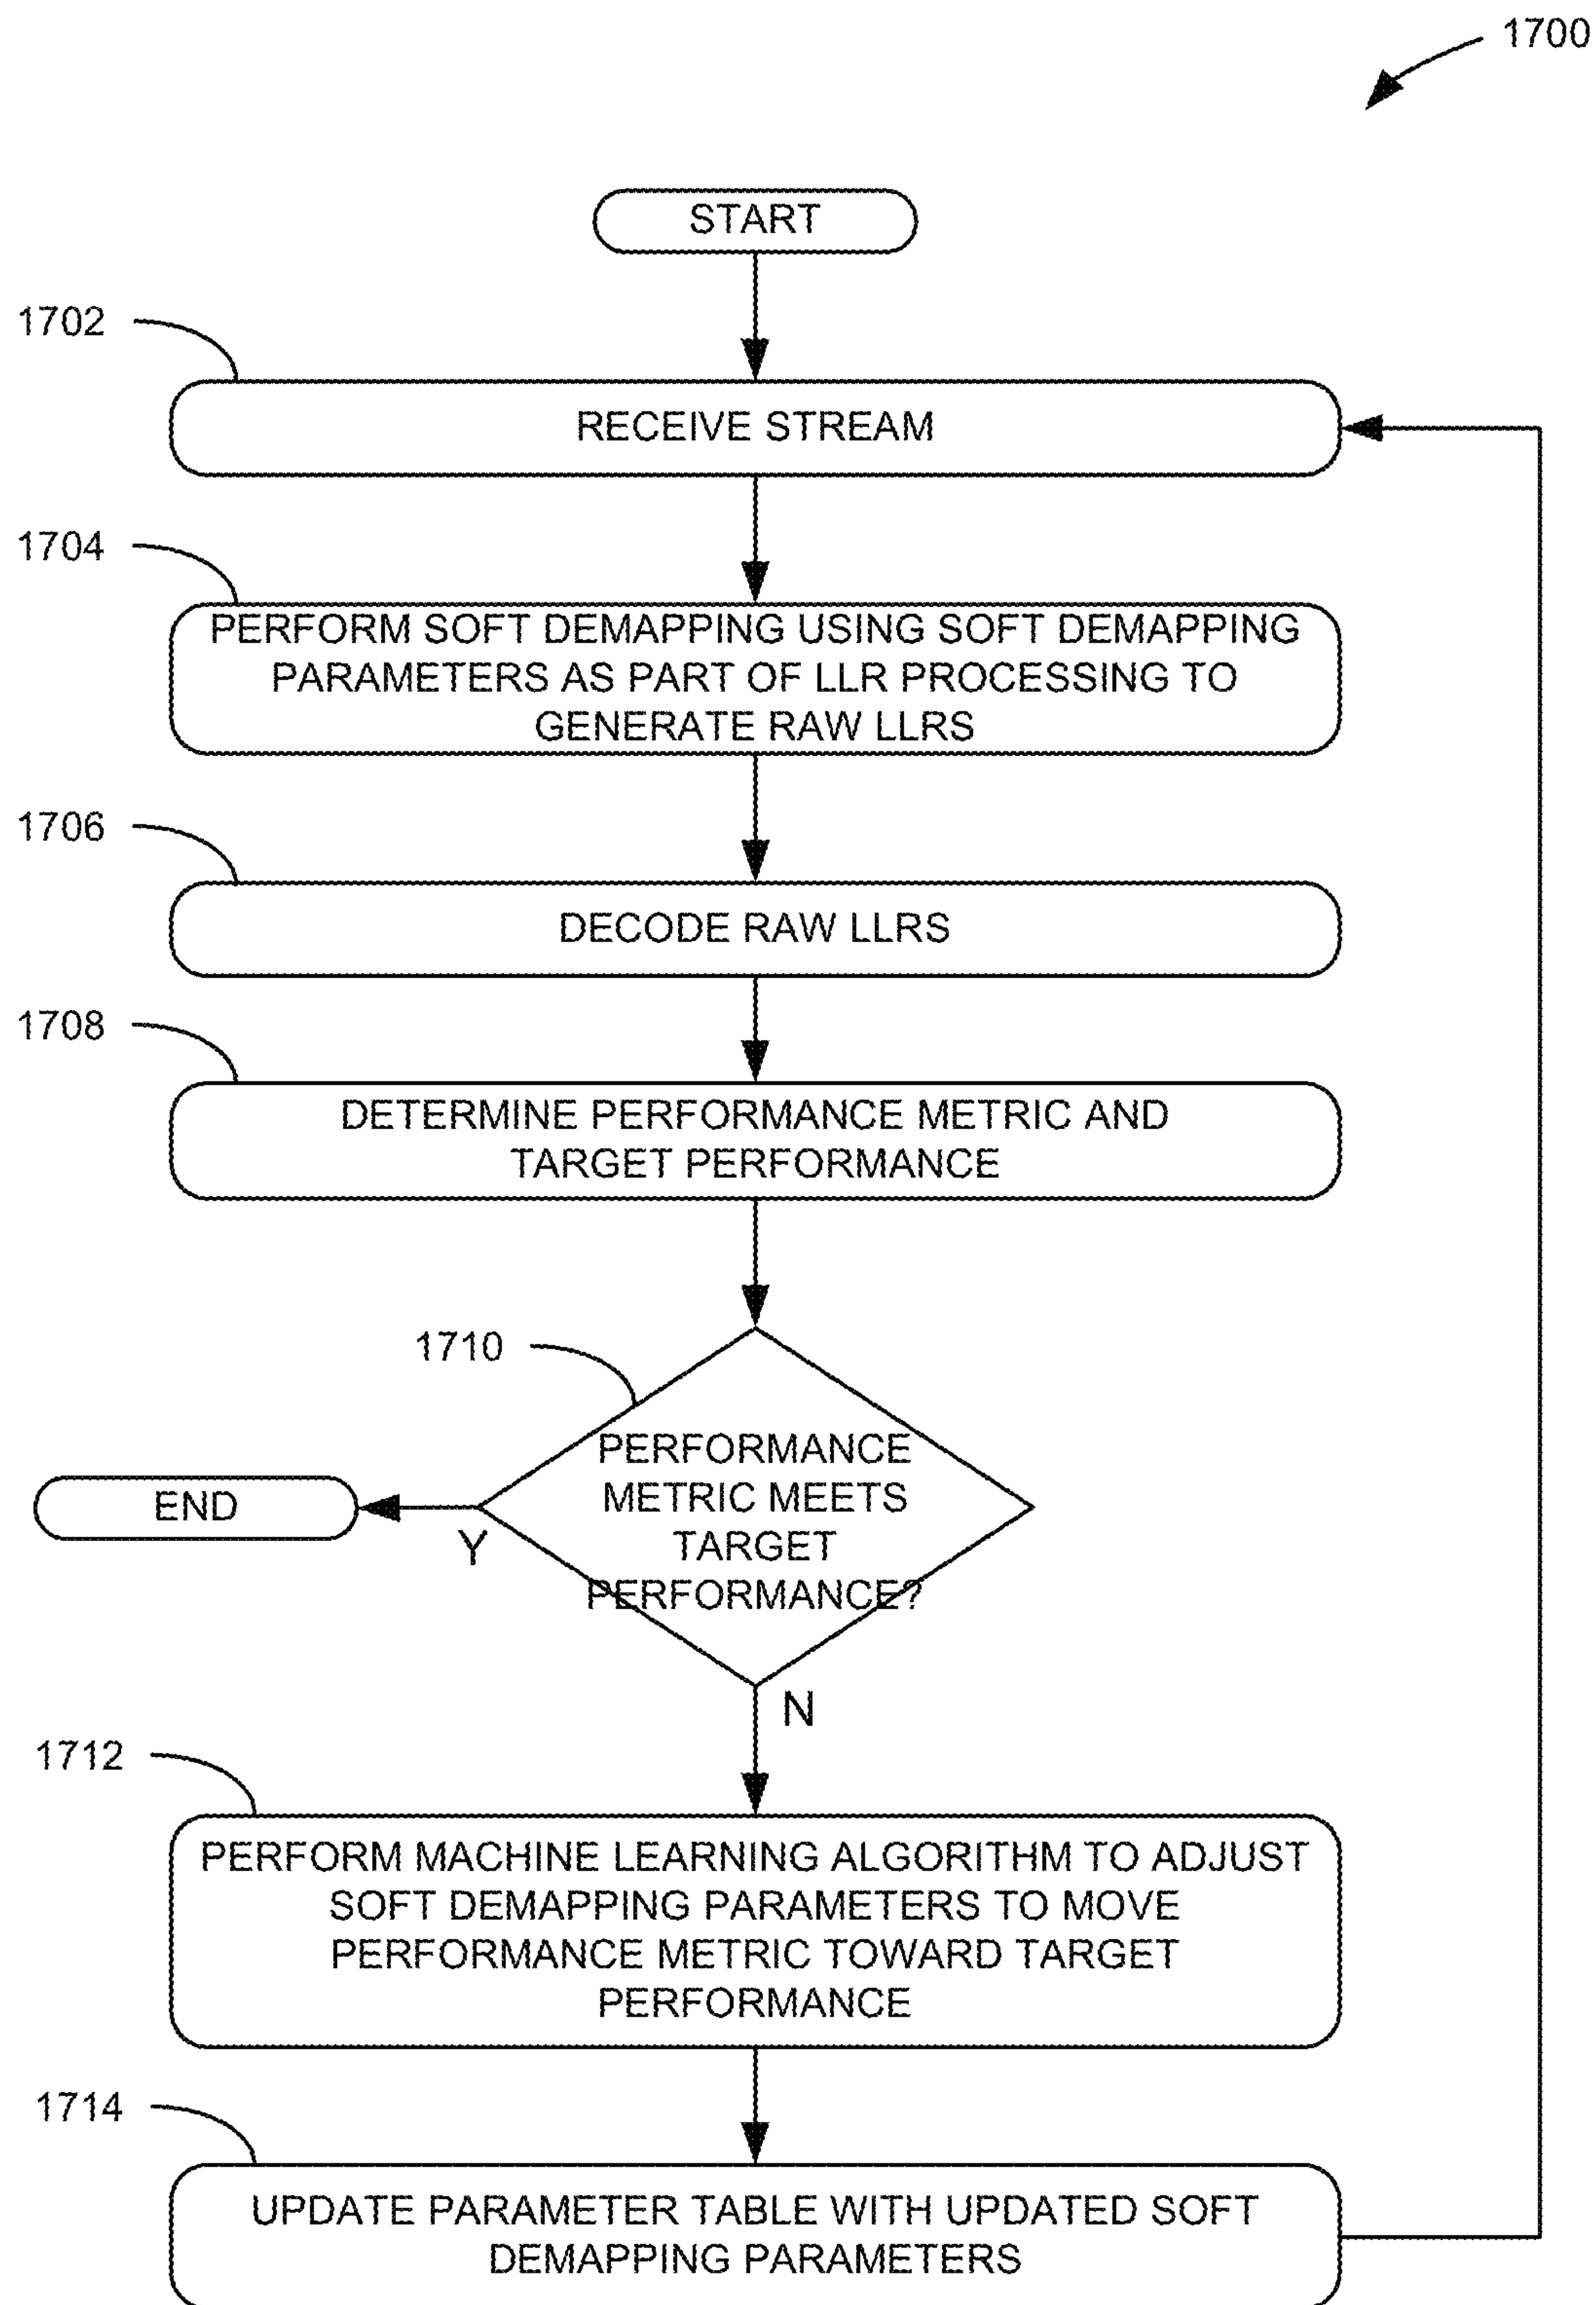 1700
START
1702
RECEIVE STREAM
1704
PERFORM SOFT DEMAPPING USING SOFT DEMAPPING
PARAMETERS AS PART OF LLR PROCESSING TO
GENERATE RAW LLRS
1706
DECODE RAW LLRS
1708
DETERMINE PERFORMANCE METRIC AND
TARGET PERFORMANCE
1710
PERFORMANCE
METRIC MEETS
TARGET
PERFORMANCE?
END
Y
N
1712
PERFORM MACHINE LEARNING ALGORITHM TO ADJUST
SOFT DEMAPPING PARAMETERS TO MOVE
PERFORMANCE METRIC TOWARD TARGET
PERFORMANCE
1714
UPDATE PARAMETER TABLE WITH UPDATED SOFT
DEMAPPING PARAMETERS